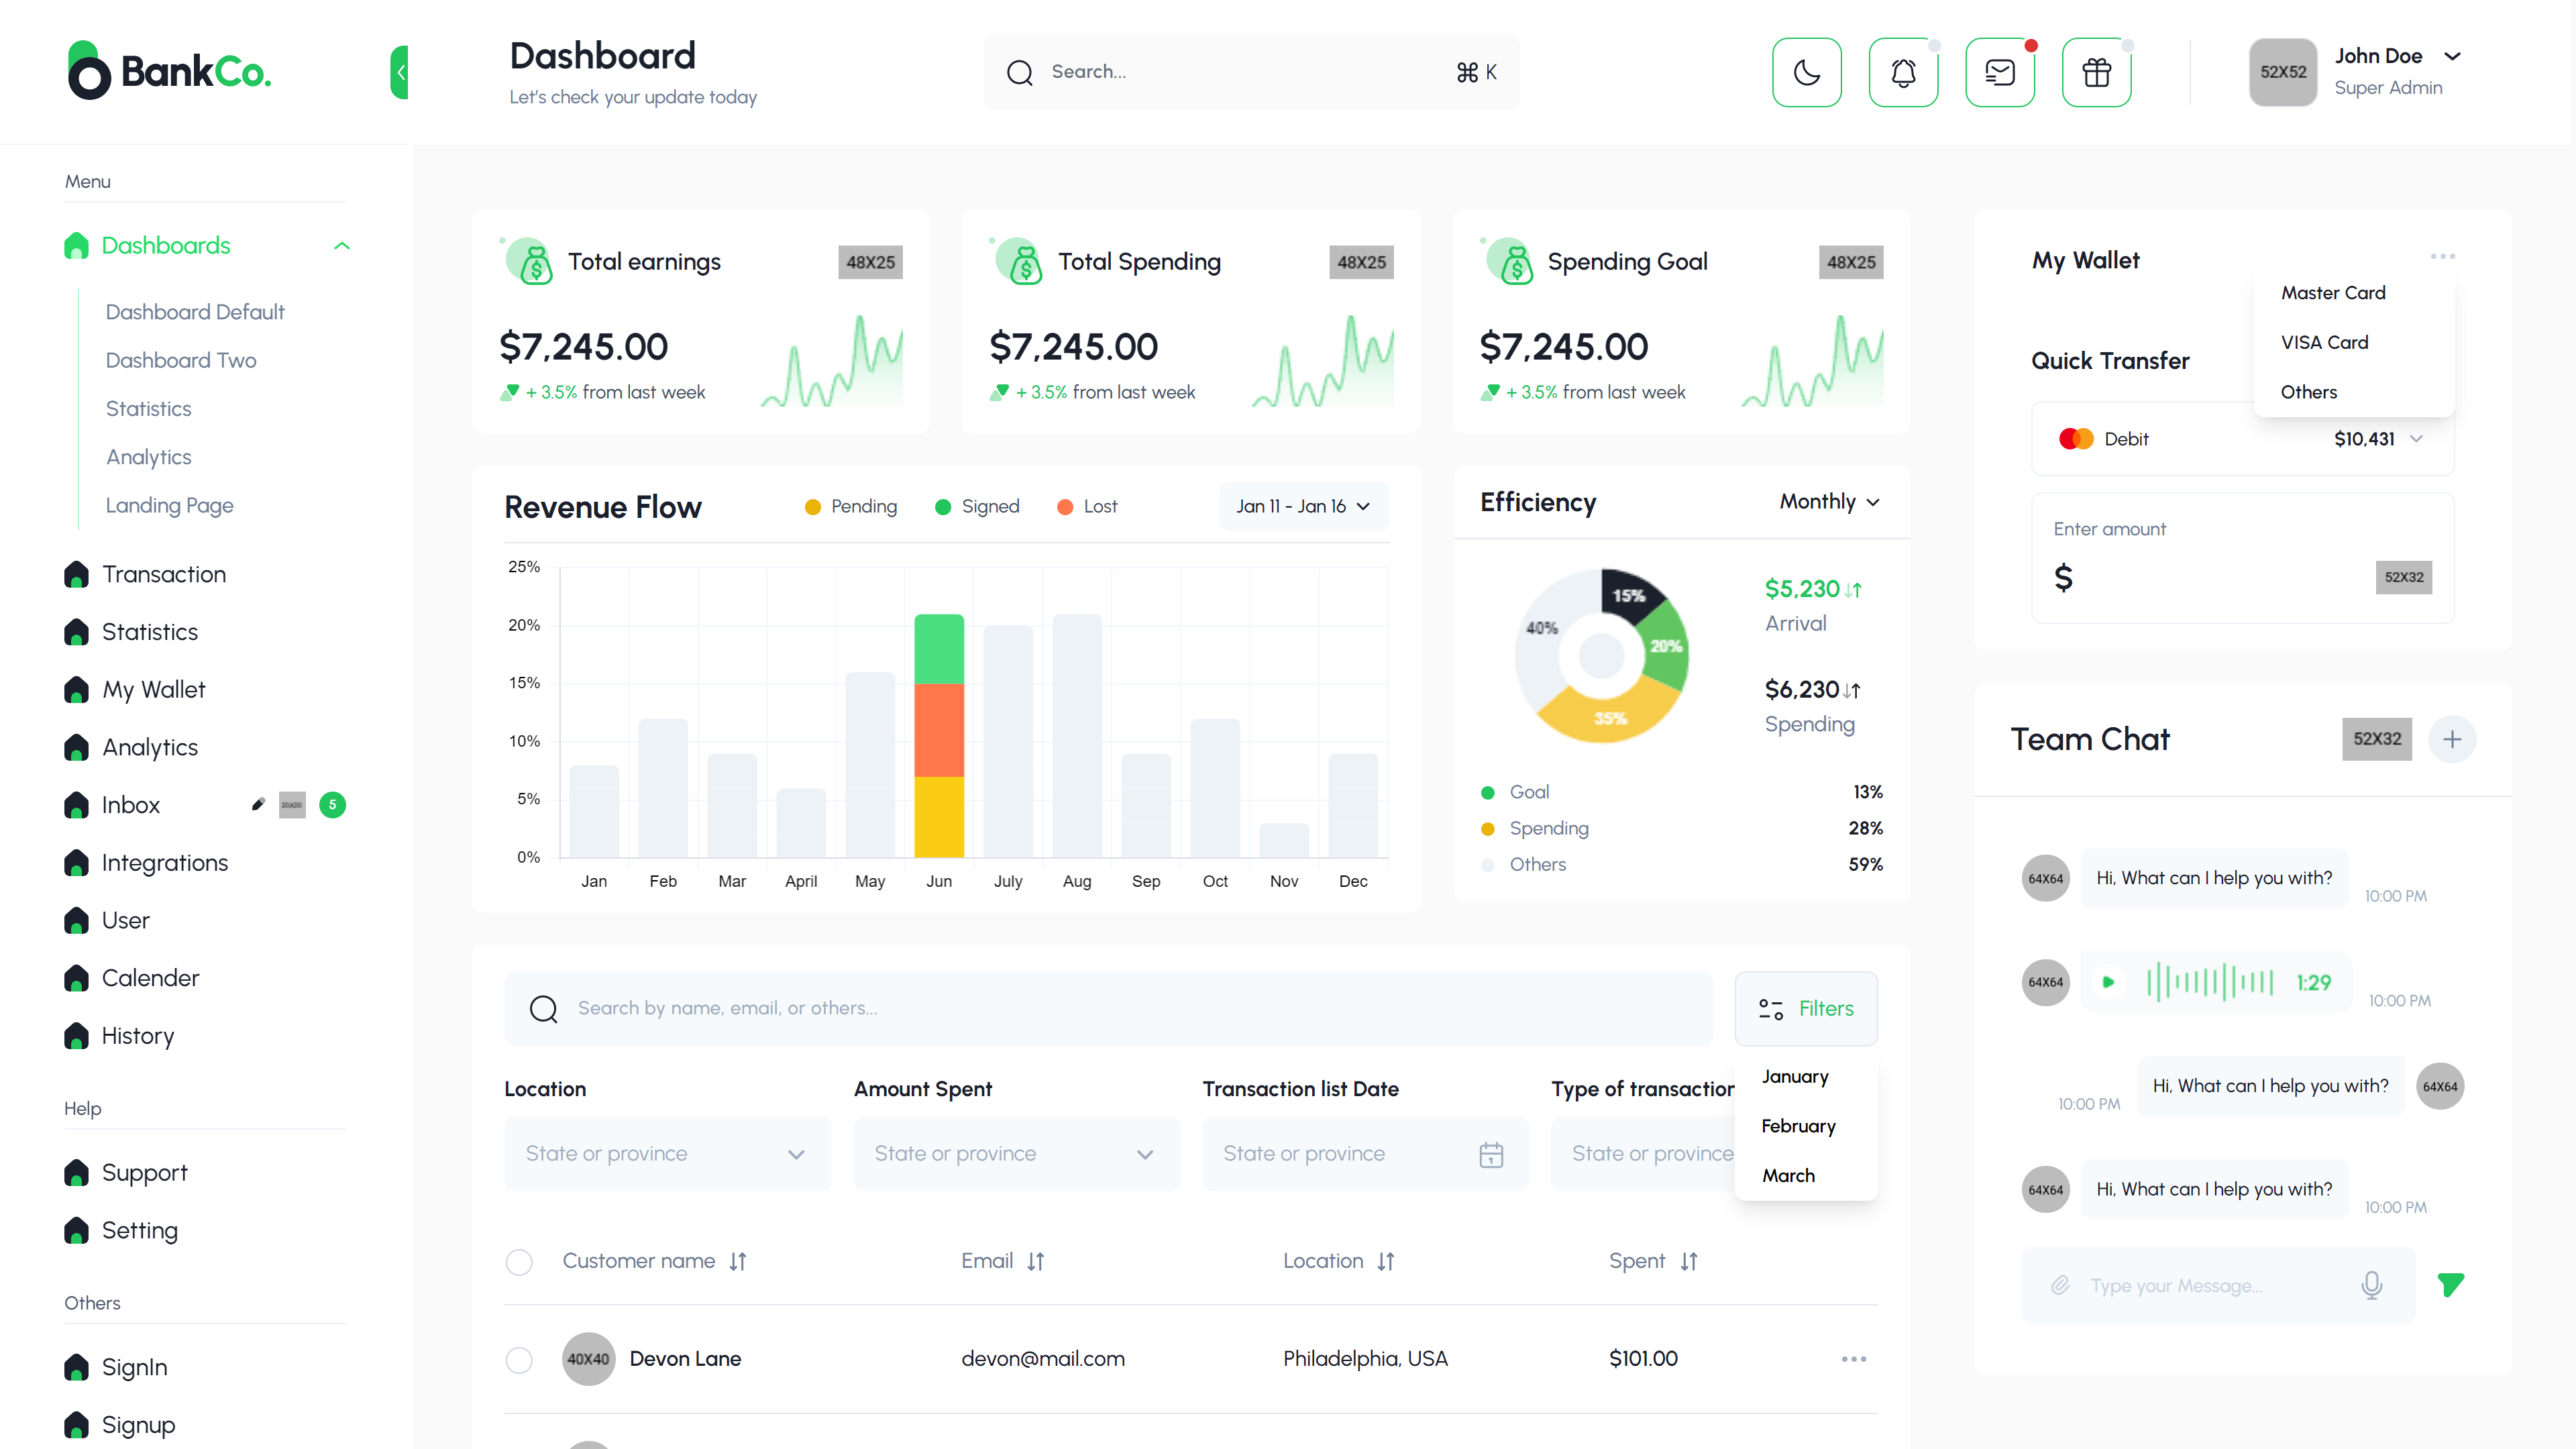 BankCo.
Dashboard
Let's check your update today
Search...
⌘ K
52X52
John Doe
Super Admin
Menu
Dashboards
Dashboard Default
Dashboard Two
Statistics
Analytics
Landing Page
Transaction
Statistics
My Wallet
Analytics
Inbox
5
Integrations
User
Calender
History
Help
Support
Setting
Others
SignIn
Signup
Total earnings
48X25
$7,245.00
+ 3.5% from last week
Total Spending
48X25
$7,245.00
+ 3.5% from last week
Spending Goal
48X25
$7,245.00
+ 3.5% from last week
Revenue Flow
Pending
Signed
Lost
Jan 11 - Jan 16
25%
20%
15%
10%
5%
0%
Jan
Feb
Mar
April
May
Jun
July
Aug
Sep
Oct
Nov
Dec
Efficiency
Monthly
15%
20%
35%
40%
$5,230
Arrival
$6,230
Spending
Goal 13%
Spending 28%
Others 59%
Search by name, email, or others...
Filters
January
February
March
Location
State or province
Amount Spent
State or province
Transaction list Date
State or province
Type of transaction
State or province
Customer name
Email
Location
Spent
40X40
Devon Lane
devon@mail.com
Philadelphia, USA
$101.00
My Wallet
Master Card
VISA Card
Others
Quick Transfer
Debit
$10,431
Enter amount
$
52X32
Team Chat
52X32
64X64
Hi, What can I help you with?
10:00 PM
64X64
1:29
10:00 PM
10:00 PM
Hi, What can I help you with?
64X64
64X64
Hi, What can I help you with?
10:00 PM
Type your Message...